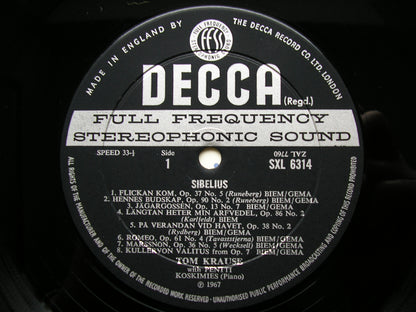 MADE IN ENGLAND BY THE DECCA RECORD CO. LTD. LONDON
FULL FREQUENCY
ffss
STEREOPHONIC SOUND
DECCA
(Regd.)
FULL FREQUENCY
STEREOPHONIC SOUND
SPEED 33⅓
Side
1
ZAL. 7760
SXL 6314
SIBELIUS
1. FLICKAN KOM, Op. 37 No. 5 (Runeberg) BIEM/GEMA
2. HENNES BUDSKAP, Op. 90 No. 2 (Runeberg) BIEM/GEMA
3. JÄGARGOSSEN, Op. 13 No. 7 BIEM/GEMA
4. LÄNGTAN HETER MIN ARFVEDEL, Op. 86 No. 2
(Karlfeldt) BIEM
5. PÅ VERANDAN VID HAVET, Op. 38 No. 2
(Rydberg) BIEM/GEMA
6. ROMEO, Op. 61 No. 4 (Tavaststjerna) BIEM/GEMA
7. MARSSNÖN, Op. 36 No. 5 (Wecksell) BIEM/GEMA
8. KULLERVON VALITUS from Op. 7 BIEM/GEMA
TOM KRAUSE
with PENTTI
KOSKIMIES (Piano)
℗ 1967
ALL RIGHTS OF THE MANUFACTURER AND OF THE OWNER OF THE RECORDED WORK RESERVED · UNAUTHORISED PUBLIC PERFORMANCE BROADCASTING AND COPYING OF THIS RECORD PROHIBITED